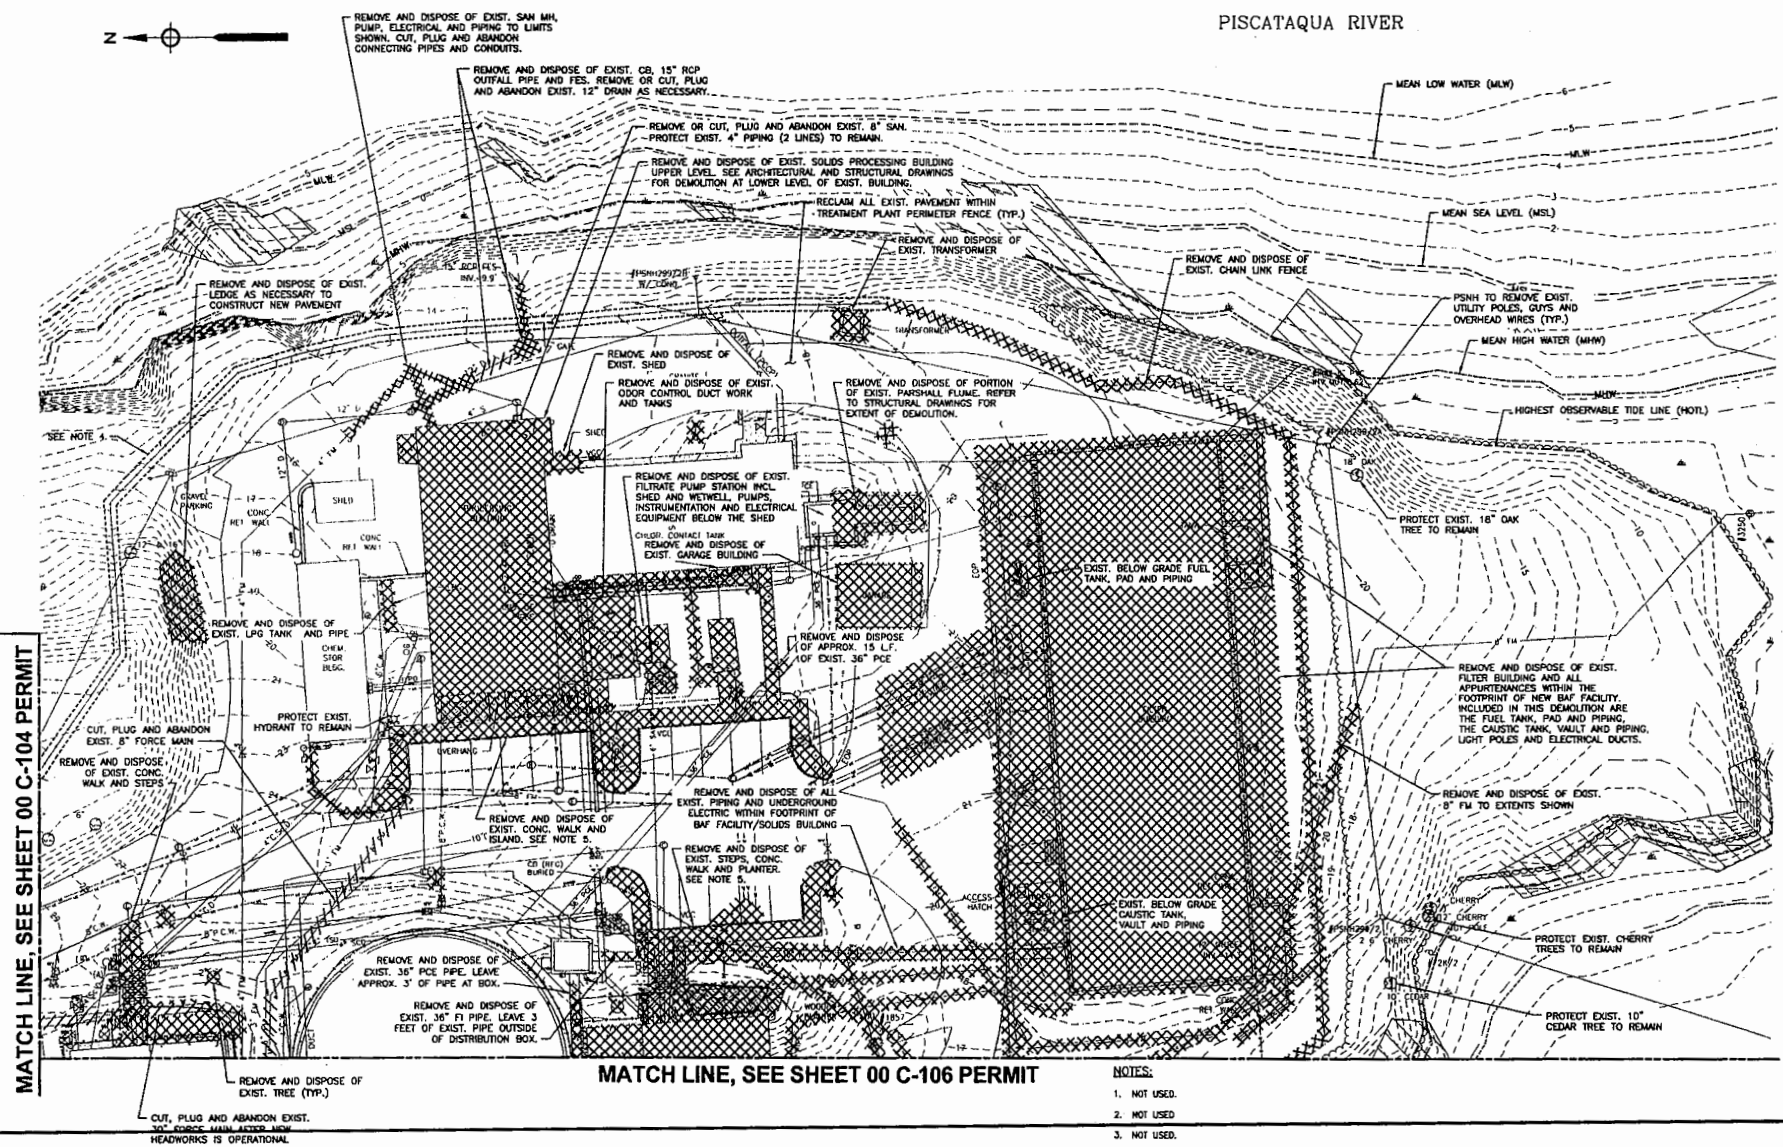 N
PISCATAQUA RIVER
REMOVE AND DISPOSE OF EXIST. SAN MH,
PUMP, ELECTRICAL AND PIPING TO LIMITS
SHOWN. CUT, PLUG AND ABANDON
CONNECTING PIPES AND CONDUITS.
REMOVE AND DISPOSE OF EXIST. CB, 15" RCP
OUTFALL PIPE AND FES. REMOVE OR CUT, PLUG
AND ABANDON EXIST. 12" DRAIN AS NECESSARY.
MEAN LOW WATER (MLW)
REMOVE OR CUT, PLUG AND ABANDON EXIST. 8" SAN.
PROTECT EXIST. 4" PIPING (2 LINES) TO REMAIN.
REMOVE AND DISPOSE OF EXIST. SOLIDS PROCESSING BUILDING
UPPER LEVEL. SEE ARCHITECTURAL AND STRUCTURAL DRAWINGS
FOR DEMOLITION AT LOWER LEVEL OF EXIST. BUILDING.
RECLAIM ALL EXIST. PAVEMENT WITHIN
TREATMENT PLANT PERIMETER FENCE (TYP.)
MEAN SEA LEVEL (MSL)
REMOVE AND DISPOSE OF
EXIST. TRANSFORMER
REMOVE AND DISPOSE OF
EXIST. CHAIN LINK FENCE
REMOVE AND DISPOSE OF EXIST.
LEDGE AS NECESSARY TO
CONSTRUCT NEW PAVEMENT
PSNH TO REMOVE EXIST.
UTILITY POLES, GUYS AND
OVERHEAD WIRES (TYP.)
MEAN HIGH WATER (MHW)
TRANSFORMER
REMOVE AND DISPOSE OF
EXIST. SHED
REMOVE AND DISPOSE OF EXIST.
ODOR CONTROL DUCT WORK
AND TANKS
REMOVE AND DISPOSE OF PORTION
OF EXIST. PARSHALL FLUME. REFER
TO STRUCTURAL DRAWINGS FOR
EXTENT OF DEMOLITION.
HIGHEST OBSERVABLE TIDE LINE (HOTL)
SEE NOTE 4.
SHED
18" OAK
REMOVE AND DISPOSE OF EXIST.
FILTRATE PUMP STATION INCL.
SHED AND WETWELL, PUMPS,
INSTRUMENTATION AND ELECTRICAL
EQUIPMENT BELOW THE SHED
GRAVEL
PARKING
CONC
RET WALL
SHED
CONC
RET WALL
CHLOR. CONTACT TANK
REMOVE AND DISPOSE OF
EXIST. GARAGE BUILDING
PROTECT EXIST. 18" OAK
TREE TO REMAIN
EXIST. BELOW GRADE FUEL
TANK, PAD AND PIPING
REMOVE AND DISPOSE OF
EXIST. LPG TANK AND PIPE
CHEM.
STOR
BLDG.
REMOVE AND DISPOSE
OF APPROX. 15 L.F.
OF EXIST. 36" PCE
REMOVE AND DISPOSE OF EXIST.
FILTER BUILDING AND ALL
APPURTENANCES WITHIN THE
FOOTPRINT OF NEW BAF FACILITY.
INCLUDED IN THIS DEMOLITION ARE
THE FUEL TANK, PAD AND PIPING,
THE CAUSTIC TANK, VAULT AND PIPING,
LIGHT POLES AND ELECTRICAL DUCTS.
PROTECT EXIST.
HYDRANT TO REMAIN
CUT, PLUG AND ABANDON
EXIST. 8" FORCE MAIN
OVERHANG
REMOVE AND DISPOSE
OF EXIST. CONC.
WALK AND STEPS
REMOVE AND DISPOSE OF ALL
EXIST. PIPING AND UNDERGROUND
ELECTRIC WITHIN FOOTPRINT OF
BAF FACILITY/SOLIDS BUILDING
REMOVE AND DISPOSE OF EXIST.
8" FM TO EXTENTS SHOWN
REMOVE AND DISPOSE OF
EXIST. CONC. WALK AND
ISLAND. SEE NOTE 5.
REMOVE AND DISPOSE OF
EXIST. STEPS, CONC.
WALK AND PLANTER.
SEE NOTE 5.
BURIED
ACCESS
HATCH
EXIST. BELOW GRADE
CAUSTIC TANK,
VAULT AND PIPING
CHERRY
12" CHERRY
PROTECT EXIST. CHERRY
TREES TO REMAIN
REMOVE AND DISPOSE OF
EXIST. 36" PCE PIPE. LEAVE
APPROX. 3' OF PIPE AT BOX.
REMOVE AND DISPOSE OF
EXIST. 36" FI PIPE. LEAVE 3
FEET OF EXIST. PIPE OUTSIDE
OF DISTRIBUTION BOX.
10" CEDAR
PROTECT EXIST. 10"
CEDAR TREE TO REMAIN
MATCH LINE, SEE SHEET 00 C-104 PERMIT
MATCH LINE, SEE SHEET 00 C-106 PERMIT
REMOVE AND DISPOSE OF
EXIST. TREE (TYP.)
CUT, PLUG AND ABANDON EXIST.
30" FORCE MAIN AFTER NEW
HEADWORKS IS OPERATIONAL
NOTES:
1. NOT USED.
2. NOT USED
3. NOT USED.